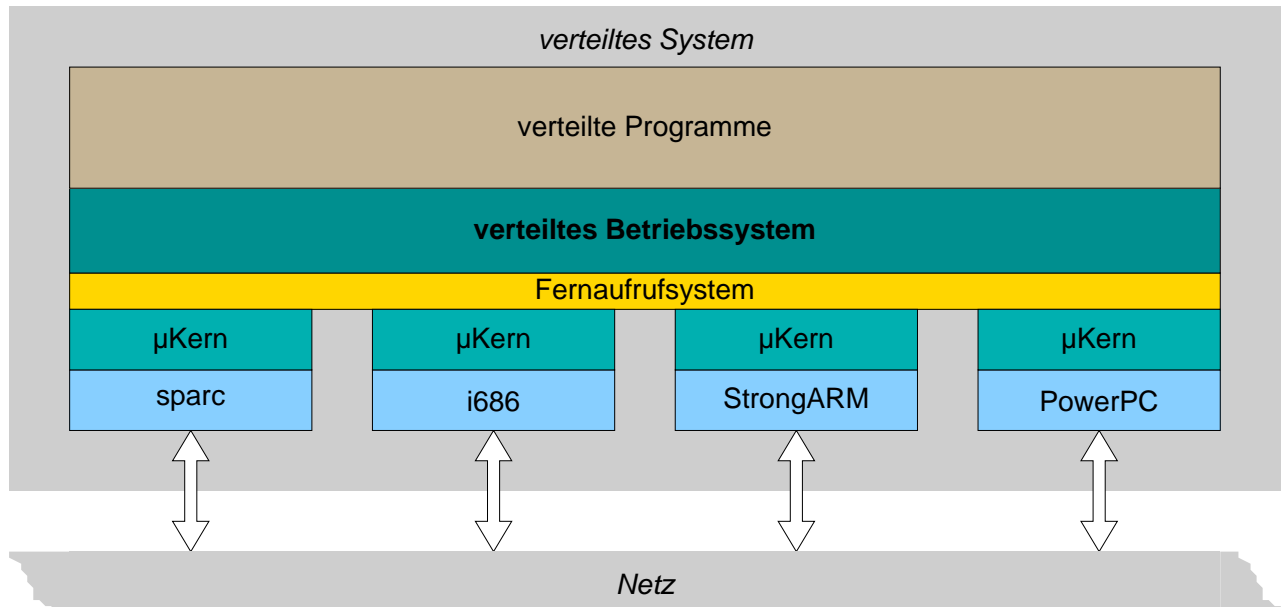 verteiltes System
verteilte Programme
verteiltes Betriebssystem
Fernaufrufsystem
µKern µKern µKern µKern
sparc i686 StrongARM PowerPC
Netz